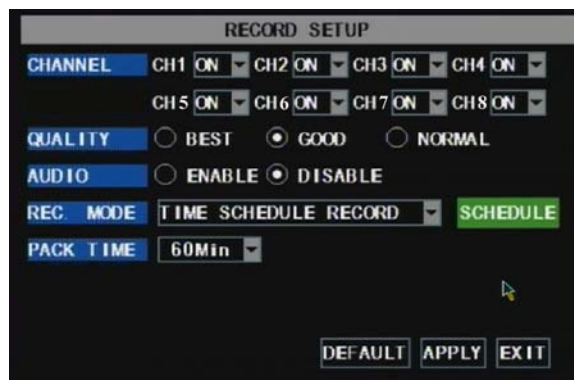 RECORD SETUP
CHANNEL CH1 ON CH2 ON CH3 ON CH4 ON
CH5 ON CH6 ON CH7 ON CH8 ON
QUALITY BEST GOOD NORMAL
AUDIO ENABLE DISABLE
REC. MODE TIME SCHEDULE RECORD SCHEDULE
PACK TIME 60Min
DEFAULT APPLY EXIT